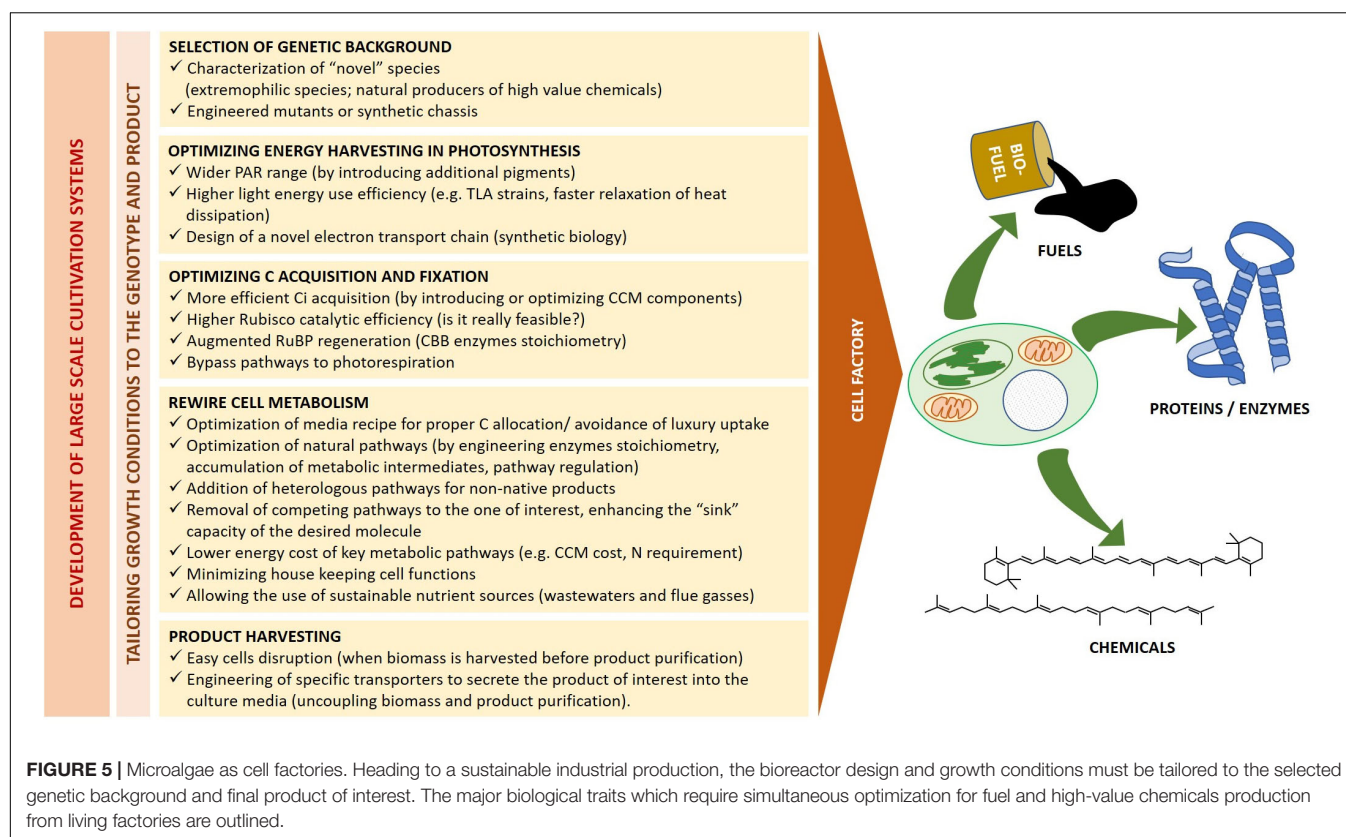 DEVELOPMENT OF LARGE SCALE CULTIVATION SYSTEMS
TAILORING GROWTH CONDITIONS TO THE GENOTYPE AND PRODUCT
SELECTION OF GENETIC BACKGROUND
✓ Characterization of “novel” species
(extremophilic species; natural producers of high value chemicals)
✓ Engineered mutants or synthetic chassis
OPTIMIZING ENERGY HARVESTING IN PHOTOSYNTHESIS
✓ Wider PAR range (by introducing additional pigments)
✓ Higher light energy use efficiency (e.g. TLA strains, faster relaxation of heat
dissipation)
✓ Design of a novel electron transport chain (synthetic biology)
OPTIMIZING C ACQUISITION AND FIXATION
✓ More efficient Ci acquisition (by introducing or optimizing CCM components)
✓ Higher Rubisco catalytic efficiency (is it really feasible?)
✓ Augmented RuBP regeneration (CBB enzymes stoichiometry)
✓ Bypass pathways to photorespiration
REWIRE CELL METABOLISM
✓ Optimization of media recipe for proper C allocation/ avoidance of luxury uptake
✓ Optimization of natural pathways (by engineering enzymes stoichiometry,
accumulation of metabolic intermediates, pathway regulation)
✓ Addition of heterologous pathways for non-native products
✓ Removal of competing pathways to the one of interest, enhancing the “sink”
capacity of the desired molecule
✓ Lower energy cost of key metabolic pathways (e.g. CCM cost, N requirement)
✓ Minimizing house keeping cell functions
✓ Allowing the use of sustainable nutrient sources (wastewaters and flue gasses)
PRODUCT HARVESTING
✓ Easy cells disruption (when biomass is harvested before product purification)
✓ Engineering of specific transporters to secrete the product of interest into the
culture media (uncoupling biomass and product purification).
CELL FACTORY
BIO-
FUEL
FUELS
PROTEINS / ENZYMES
CHEMICALS
FIGURE 5 | Microalgae as cell factories. Heading to a sustainable industrial production, the bioreactor design and growth conditions must be tailored to the selected
genetic background and final product of interest. The major biological traits which require simultaneous optimization for fuel and high-value chemicals production
from living factories are outlined.